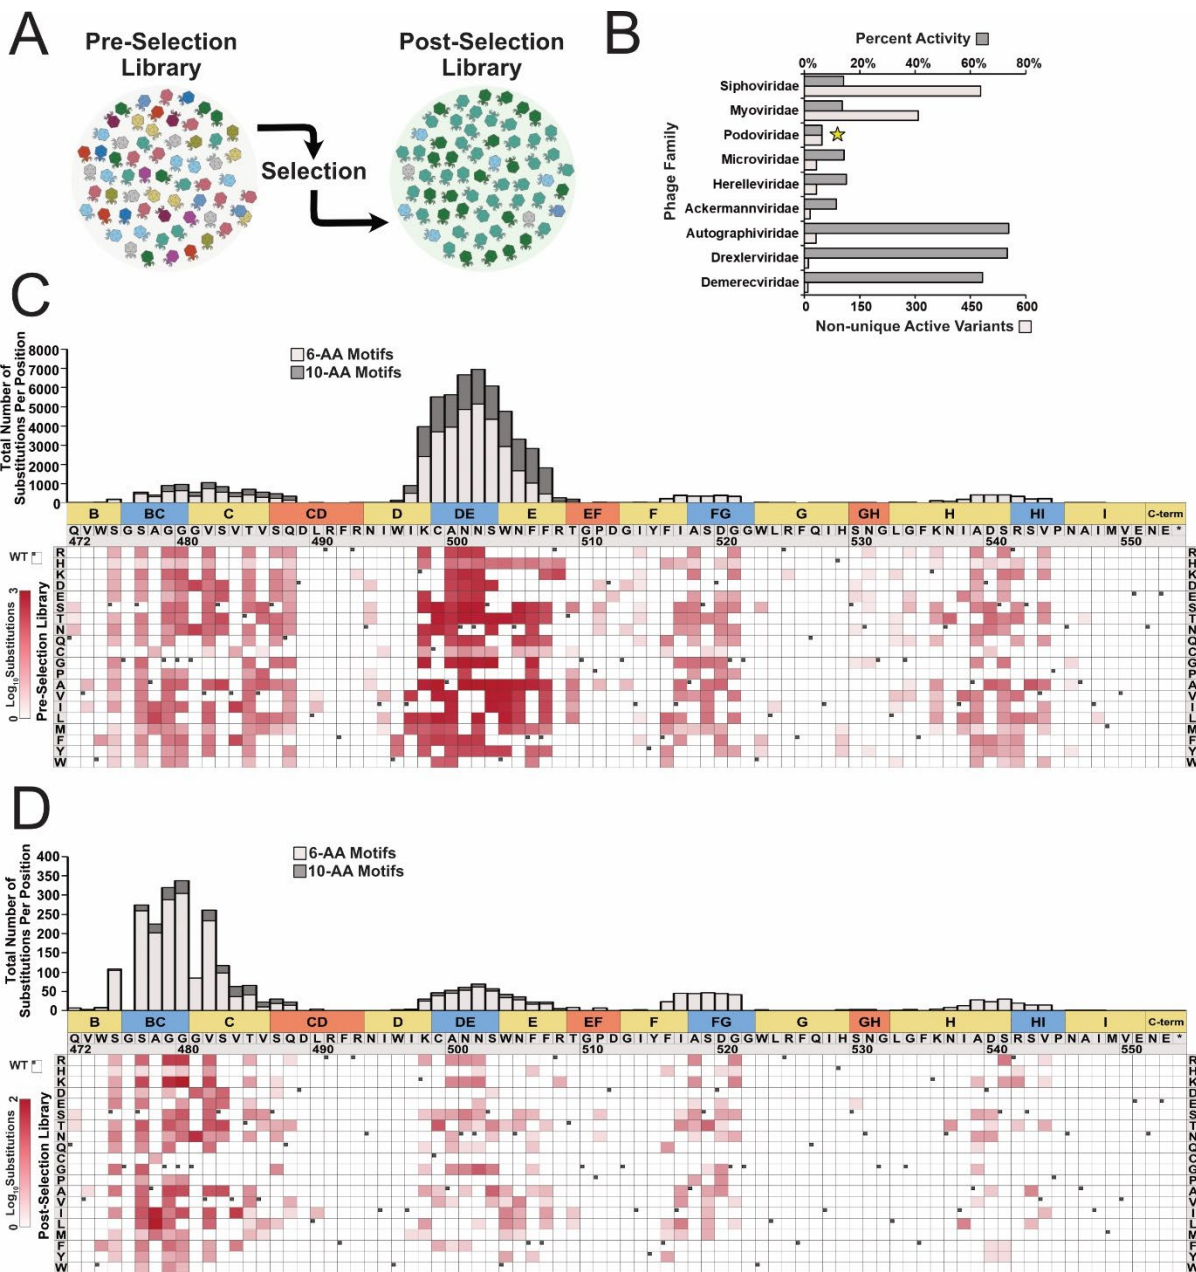 A
Pre-Selection
Library
Post-Selection
Library
Selection
B
Percent Activity
0% 20% 40% 60% 80%
Phage Family
Siphoviridae
Myoviridae
Podoviridae
Microviridae
Herelleviridae
Ackermannviridae
Autographiviridae
Drexlerviridae
Demerecviridae
0 150 300 450 600
Non-unique Active Variants
C
Total Number of
Substitutions Per Position
8000
7000
6000
5000
4000
3000
2000
1000
0
6-AA Motifs
10-AA Motifs
B BC C CD D DE E EF F FG G GH H HI I C-term
Q V W S G S A G G G V S V T V S Q D L R F R N I W I K C A N N S W N F F R T G P D G I Y F I A S D G G W L R F Q I H S N G L G F K N I A D S R S V P N A I M V E N E *
472 480 490 500 510 520 530 540 550
WT
0 Log10 Substitutions 3
Pre-Selection Library
R R
H H
K K
D D
E E
S S
T T
N N
Q Q
C C
G G
P P
A A
V V
I I
L L
M M
F F
Y Y
W W
D
Total Number of
Substitutions Per Position
400
350
300
250
200
150
100
50
0
6-AA Motifs
10-AA Motifs
B BC C CD D DE E EF F FG G GH H HI I C-term
Q V W S G S A G G G V S V T V S Q D L R F R N I W I K C A N N S W N F F R T G P D G I Y F I A S D G G W L R F Q I H S N G L G F K N I A D S R S V P N A I M V E N E *
472 480 490 500 510 520 530 540 550
WT
0 Log10 Substitutions 2
Post-Selection Library
R R
H H
K K
D D
E E
S S
T T
N N
Q Q
C C
G G
P P
A A
V V
I I
L L
M M
F F
Y Y
W W